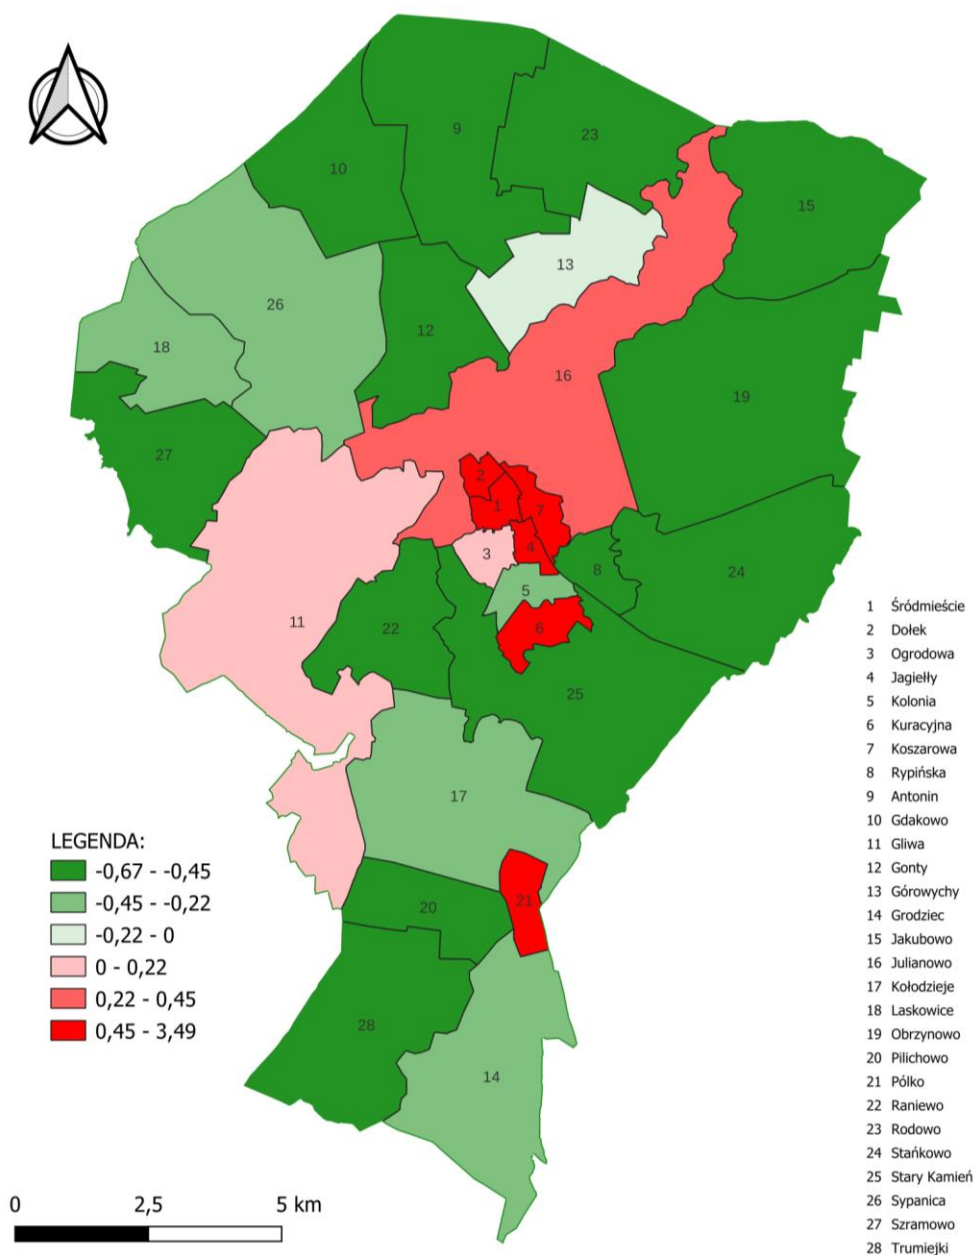 9
23
10
15
13
26
12
18
16
19
27
2
1
7
3
4
8
24
5
11
22
6
25
17
21
20
28
14
LEGENDA:
-0,67 - -0,45
-0,45 - -0,22
-0,22 - 0
0 - 0,22
0,22 - 0,45
0,45 - 3,49
0 2,5 5 km
1 Śródmieście
2 Dołek
3 Ogrodowa
4 Jagiełły
5 Kolonia
6 Kuracyjna
7 Koszarowa
8 Rypińska
9 Antonin
10 Gdakowo
11 Gliwa
12 Gonty
13 Górowychy
14 Grodziec
15 Jakubowo
16 Julianowo
17 Kołodzieje
18 Laskowice
19 Obrzynowo
20 Pilichowo
21 Pólko
22 Raniewo
23 Rodowo
24 Stańkowo
25 Stary Kamień
26 Sypanica
27 Szramowo
28 Trumiejki